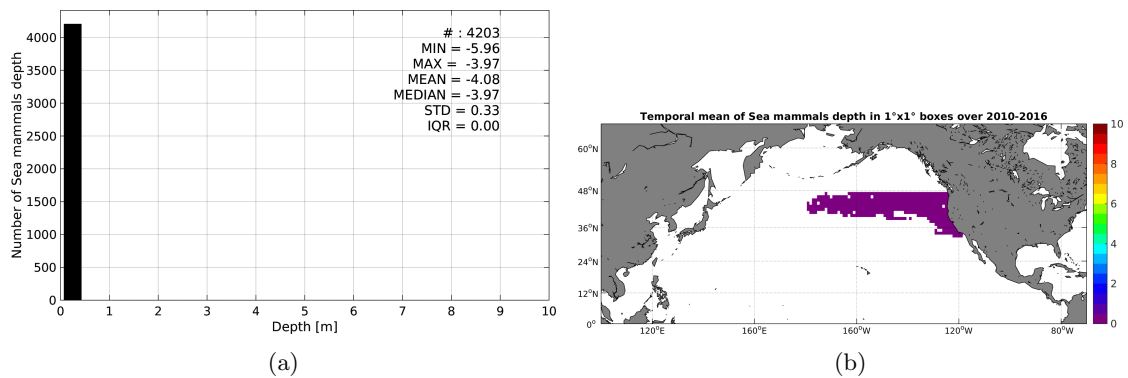 Number of Sea mammals depth
4000
3500
3000
2500
2000
1500
1000
500
0
# : 4203
MIN = -5.96
MAX = -3.97
MEAN = -4.08
MEDIAN = -3.97
STD = 0.33
IQR = 0.00
0 1 2 3 4 5 6 7 8 9 10
Depth [m]
(a)
Temporal mean of Sea mammals depth in 1°x1° boxes over 2010-2016
60°N
48°N
36°N
24°N
12°N
0°
120°E 160°E 160°W 120°W 80°W
10
8
6
4
2
0
(b)